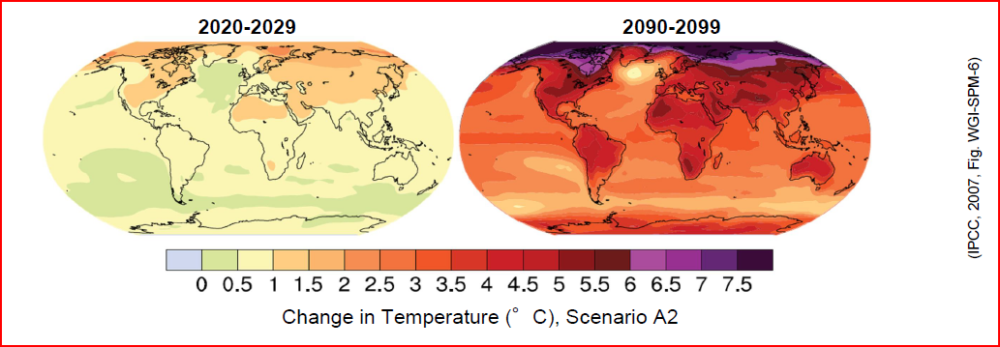 2020-2029
2090-2099
0 0.5 1 1.5 2 2.5 3 3.5 4 4.5 5 5.5 6 6.5 7 7.5
Change in Temperature (° C), Scenario A2
(IPCC, 2007, Fig. WGI-SPM-6)